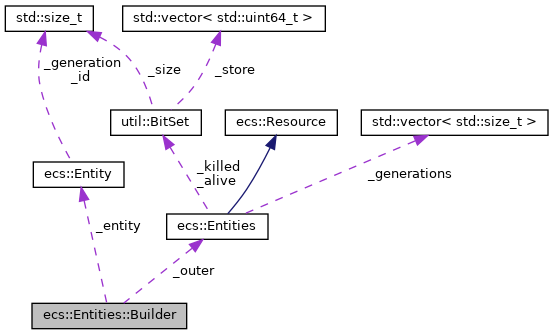 std::size_t
std::vector< std::uint64_t >
_generation
_id
_size
_store
util::BitSet
ecs::Resource
std::vector< std::size_t >
ecs::Entity
_killed
_alive
_generations
ecs::Entities
_entity
_outer
ecs::Entities::Builder